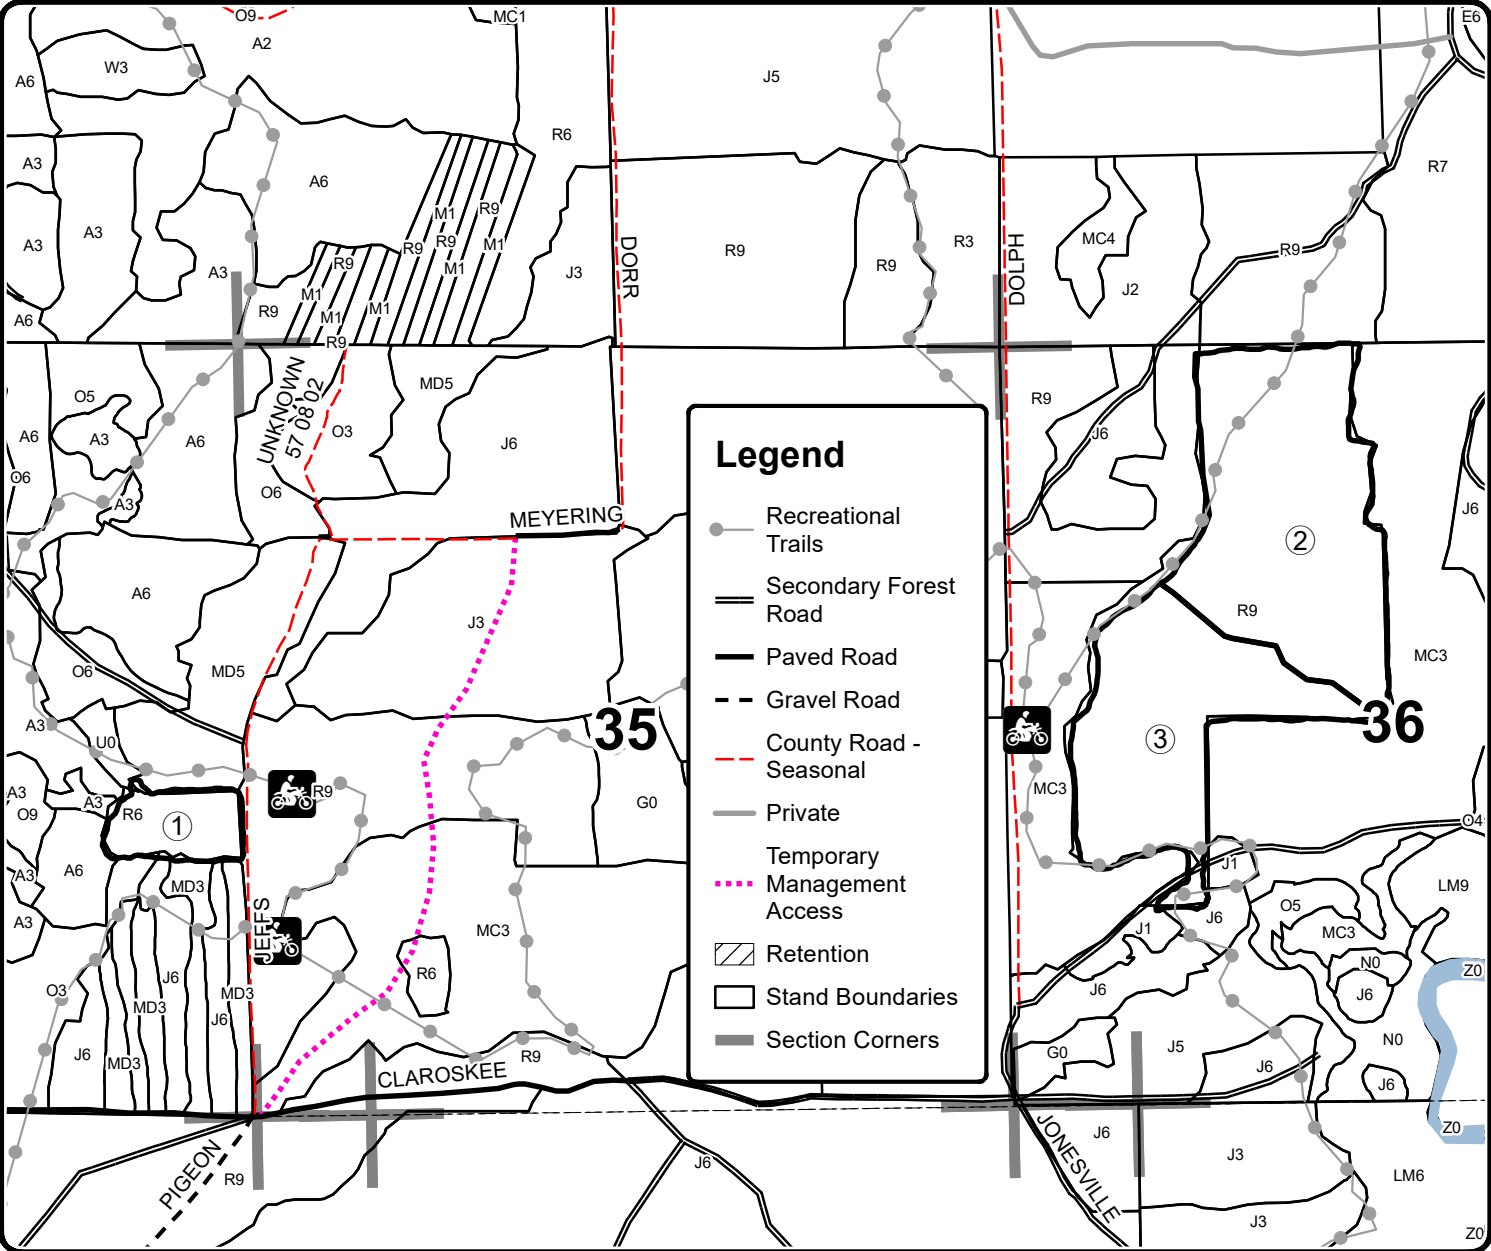 O9
A2
MC1
E6
W3
A6
J5
R6
R7
A3
A6
A3
A3
A3
A6
M1
R9
R9
R9
M1
M1
R9
M1
M1
M1
R9
R9
J3
DORR
R9
R9
R3
DOLPH
MC4
J2
R9
UNKNOWN
57 08 02
O5
A3
A6
A6
O6
A3
O6
O3
MD5
J6
MEYERING
R9
J6
J6
2
R9
MC3
A6
J3
O6
MD5
A3
U0
35
36
3
MC3
O4
A3
O9
A3
R6
1
R9
G0
A6
A3
A3
MD3
JEFFS
MC3
R6
J6
MD3
MD3
J6
O3
J6
MD3
R9
CLAROSKEE
PIGEON
R9
J6
J1
J6
J1
O5
MC3
LM9
N0
J6
Z0
J6
N0
G0
J5
J6
J6
Z0
J6
JONESVILLE
J3
LM6
J3
Z0
Legend
Recreational
Trails
Secondary Forest
Road
Paved Road
Gravel Road
County Road -
Seasonal
Private
Temporary
Management
Access
Retention
Stand Boundaries
Section Corners